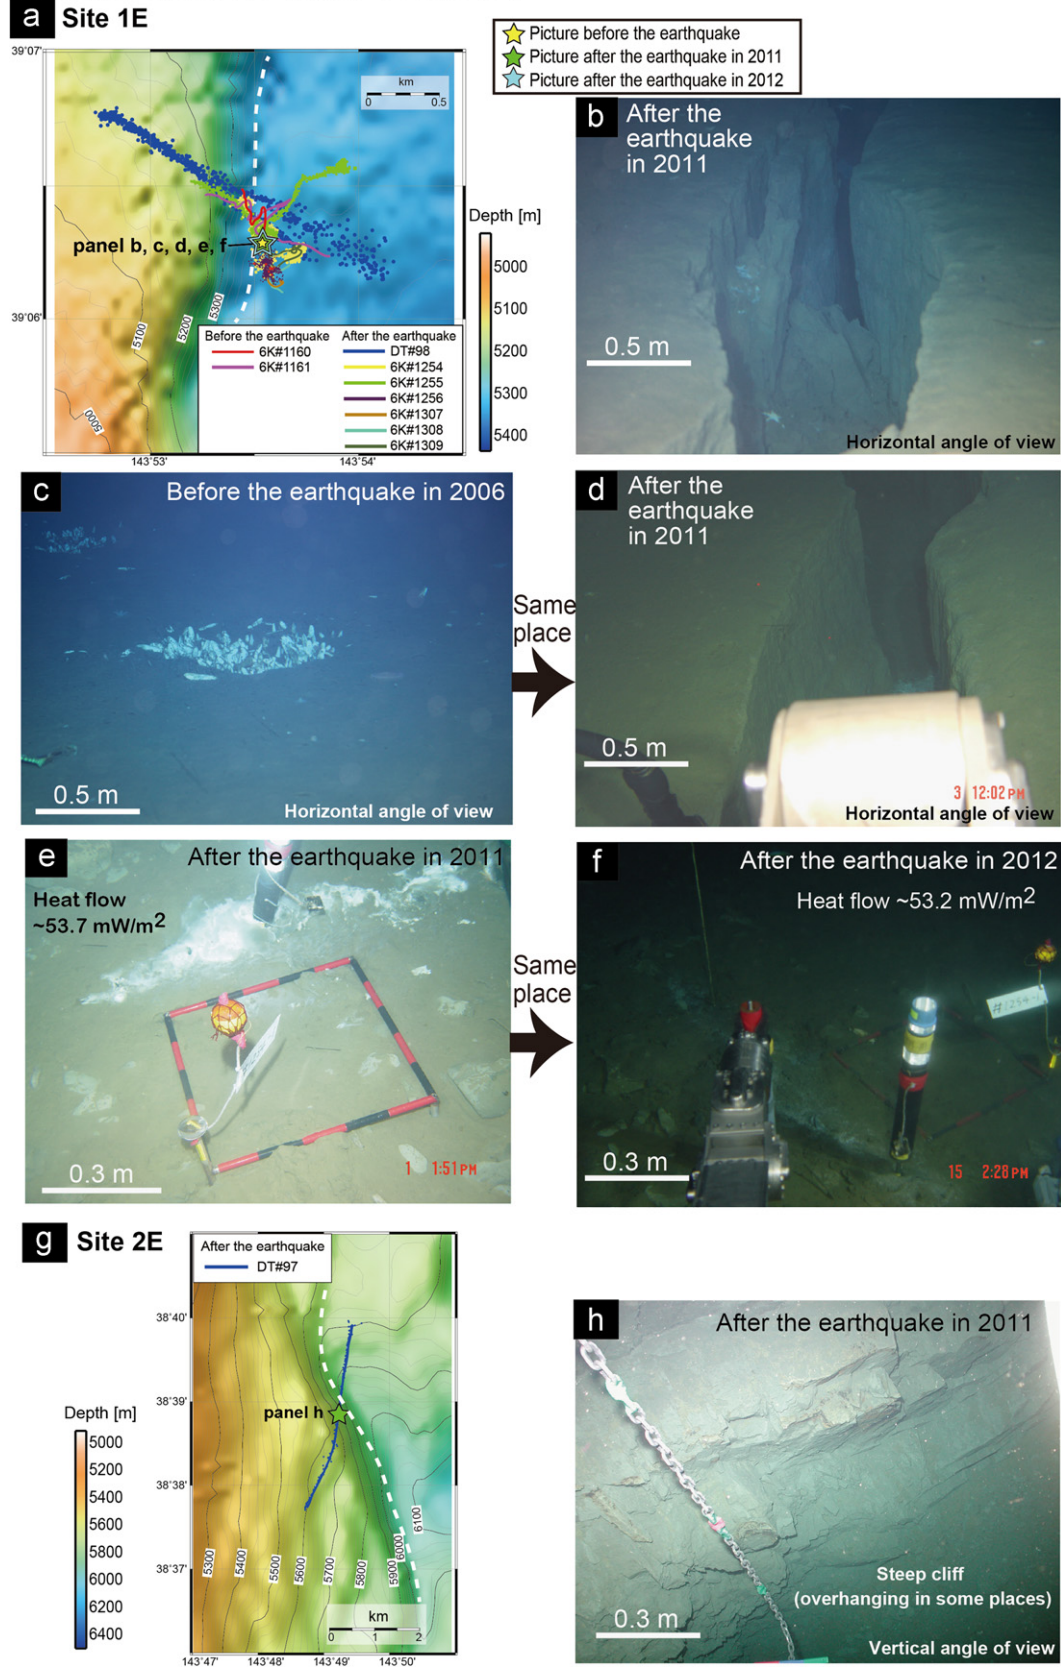 a Site 1E
Picture before the earthquake
Picture after the earthquake in 2011
Picture after the earthquake in 2012
39°07'
39°06'
143°53'
143°54'
km
0 0.5
panel b, c, d, e, f
5300
5200
5100
5000
Before the earthquake
6K#1160
6K#1161
After the earthquake
DT#98
6K#1254
6K#1255
6K#1256
6K#1307
6K#1308
6K#1309
Depth [m]
5000
5100
5200
5300
5400
b After the
earthquake
in 2011
0.5 m
Horizontal angle of view
c Before the earthquake in 2006
0.5 m
Horizontal angle of view
Same
place
d After the
earthquake
in 2011
0.5 m
3 12:02 PM
Horizontal angle of view
e After the earthquake in 2011
Heat flow
~53.7 mW/m2
0.3 m
1 1:51 PM
Same
place
f After the earthquake in 2012
Heat flow ~53.2 mW/m2
#1254-1
0.3 m
15 2:28 PM
g Site 2E
After the earthquake
DT#97
38°40'
38°39'
38°38'
38°37'
panel h
5300
5400
5500
5600
5700
5800
5900
6000
6100
km
0 1 2
143°47'
143°48'
143°49'
143°50'
Depth [m]
5000
5200
5400
5600
5800
6000
6200
6400
h After the earthquake in 2011
Steep cliff
(overhanging in some places)
0.3 m
Vertical angle of view